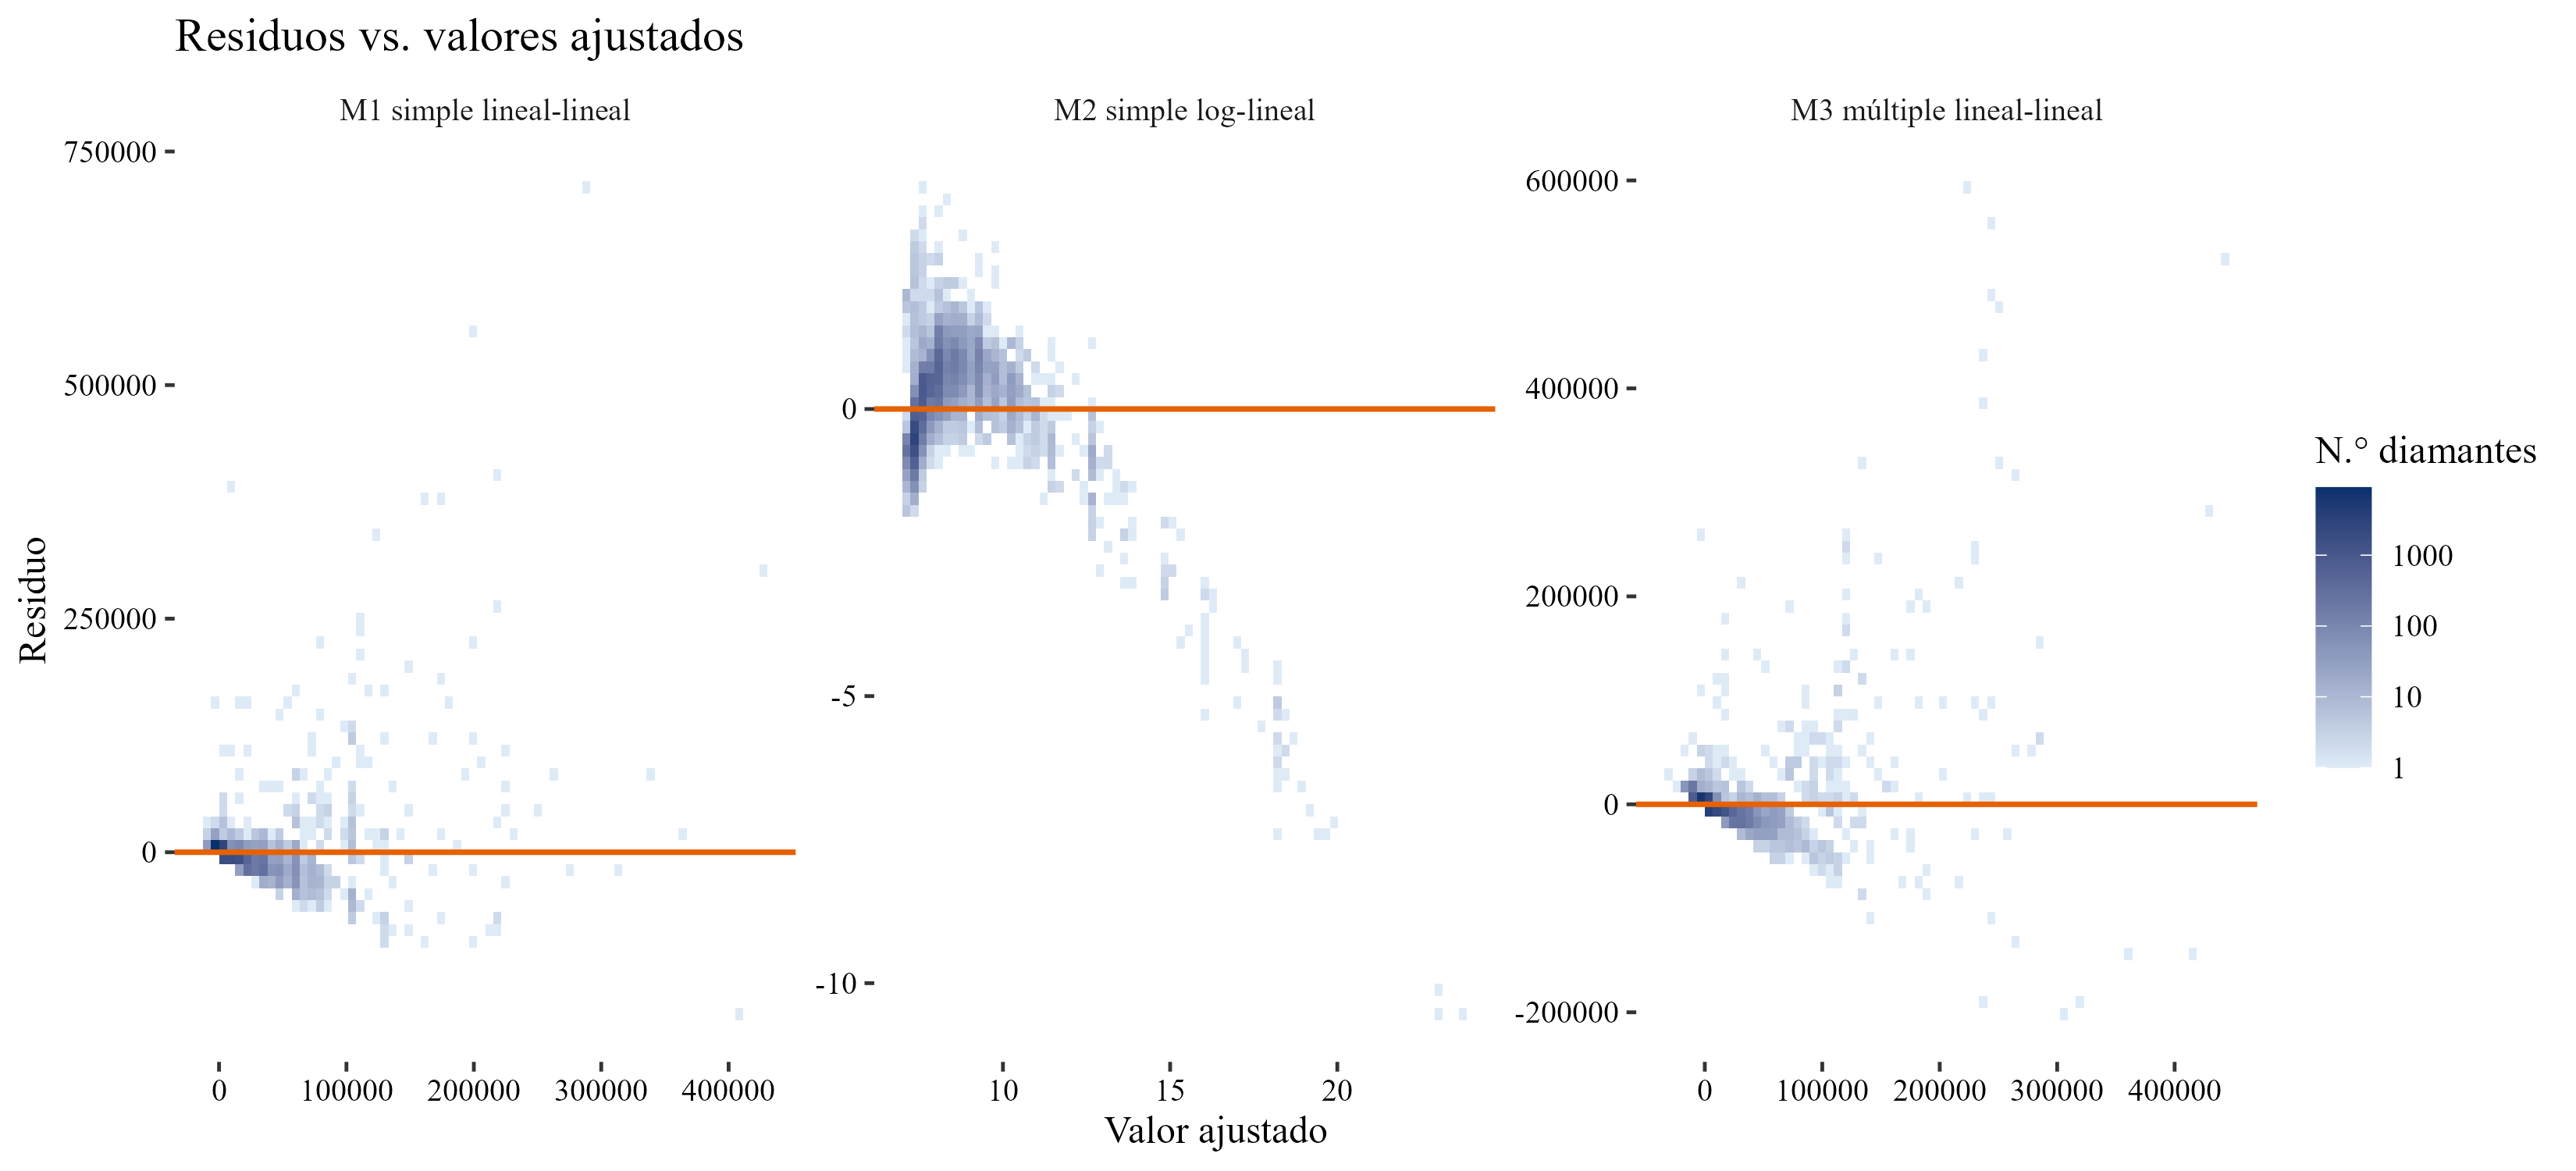 Residuos vs. valores ajustados
M1 simple lineal-lineal
M2 simple log-lineal
M3 múltiple lineal-lineal
Residuo
750000
500000
250000
0
0
-5
-10
600000
400000
200000
0
-200000
0 100000 200000 300000 400000
10 15 20
0 100000 200000 300000 400000
Valor ajustado
N.° diamantes
1000
100
10
1